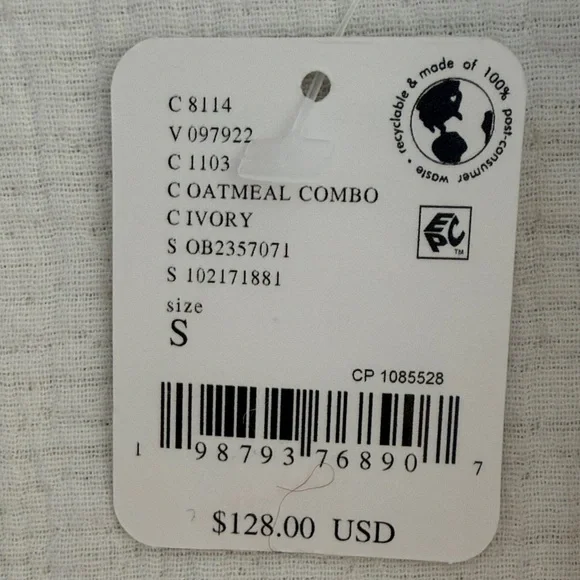 C 8114
V 097922
C 1103
C OATMEAL COMBO
C IVORY
S OB2357071
S 102171881
size
S
recyclable & made of 100% post-consumer waste •
EPC TM
CP 1085528
1 98793 76890 7
$128.00 USD